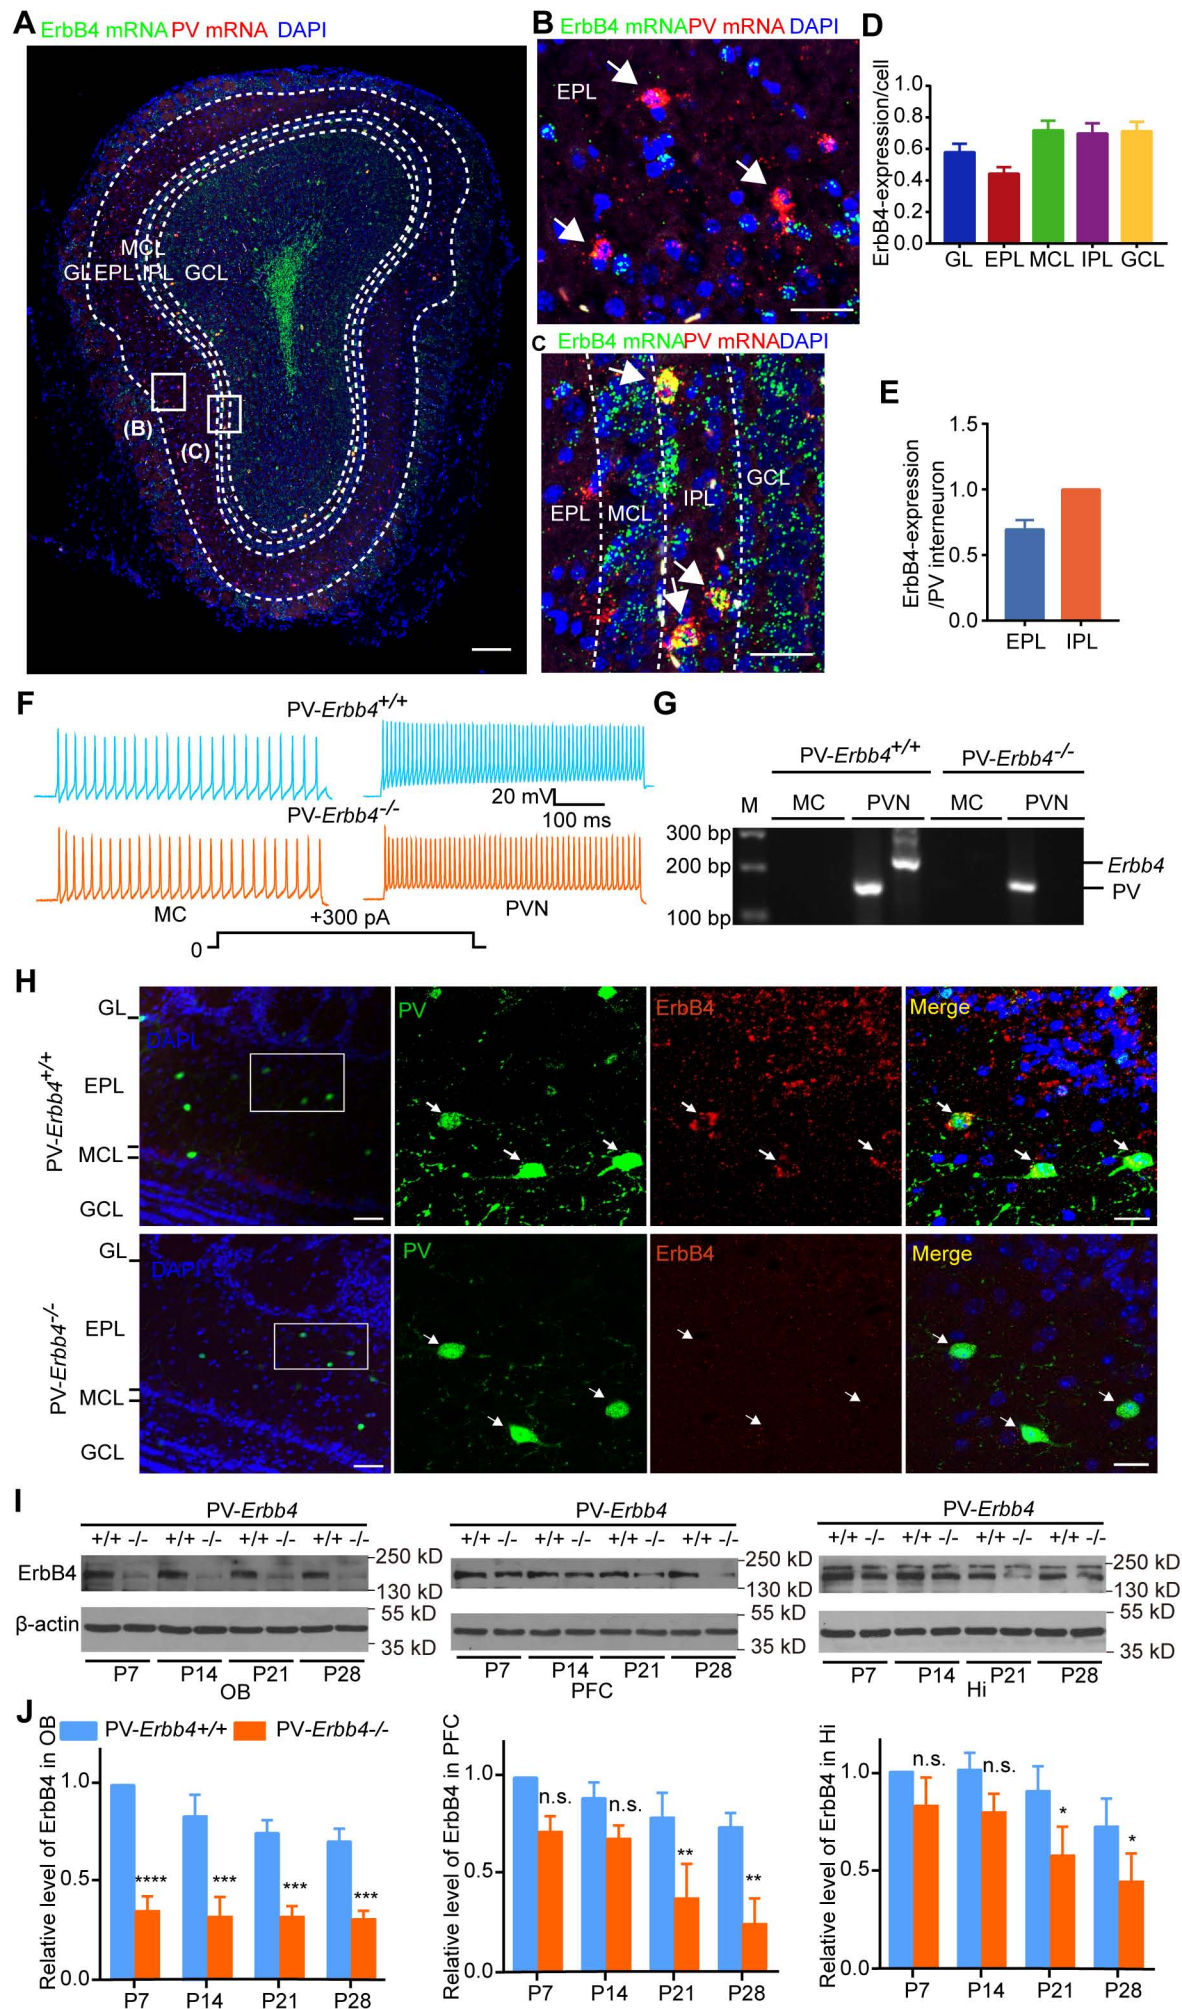 A
ErbB4 mRNA PV mRNA DAPI
MCL
GL EPL IPL GCL
(B)
(C)
B
ErbB4 mRNA PV mRNA DAPI
EPL
C
ErbB4 mRNA PV mRNA DAPI
EPL MCL IPL GCL
D
ErbB4-expression/cell
1.0
0.8
0.6
0.4
0.2
0.0
GL EPL MCL IPL GCL
E
ErbB4-expression
/PV interneuron
1.5
1.0
0.5
0.0
EPL IPL
F
PV-Erbb4+/+
20 mV
100 ms
PV-Erbb4-/-
MC
PVN
+300 pA
0
G
PV-Erbb4+/+ PV-Erbb4-/-
M MC PVN MC PVN
300 bp
200 bp
100 bp
Erbb4
PV
H
PV-Erbb4+/+
GL
EPL
MCL
GCL
DAPI
PV
ErbB4
Merge
PV-Erbb4-/-
GL
EPL
MCL
GCL
DAPI
PV
ErbB4
Merge
I
PV-Erbb4
+/+ -/- +/+ -/- +/+ -/- +/+ -/-
ErbB4
β-actin
250 kD
130 kD
55 kD
35 kD
P7 P14 P21 P28
OB
PV-Erbb4
+/+ -/- +/+ -/- +/+ -/- +/+ -/-
250 kD
130 kD
55 kD
35 kD
P7 P14 P21 P28
PFC
PV-Erbb4
+/+ -/- +/+ -/- +/+ -/- +/+ -/-
250 kD
130 kD
55 kD
35 kD
P7 P14 P21 P28
Hi
J
PV-Erbb4+/+ PV-Erbb4-/-
Relative level of ErbB4 in OB
1.0
0.5
0.0
**** *** *** ***
P7 P14 P21 P28
Relative level of ErbB4 in PFC
1.0
0.5
0.0
n.s. n.s. ** **
P7 P14 P21 P28
Relative level of ErbB4 in Hi
1.0
0.5
0.0
n.s. n.s. * *
P7 P14 P21 P28